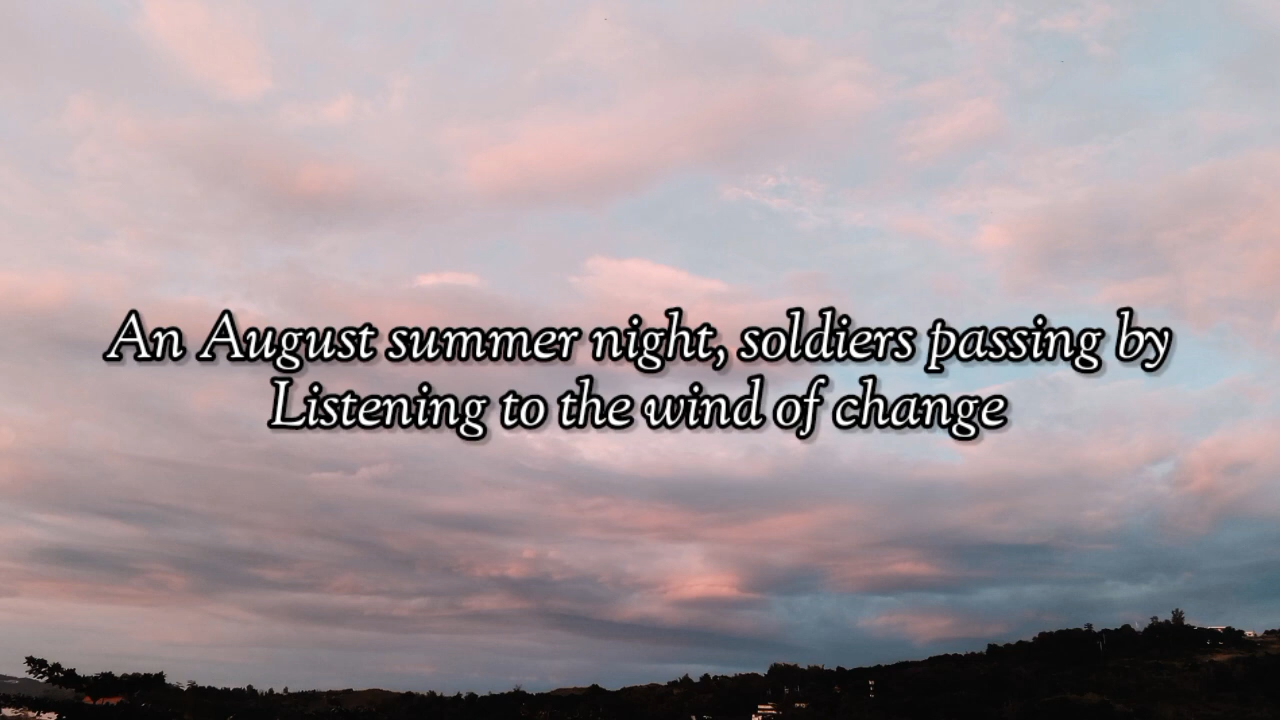 An August summer night, soldiers passing by
Listening to the wind of change